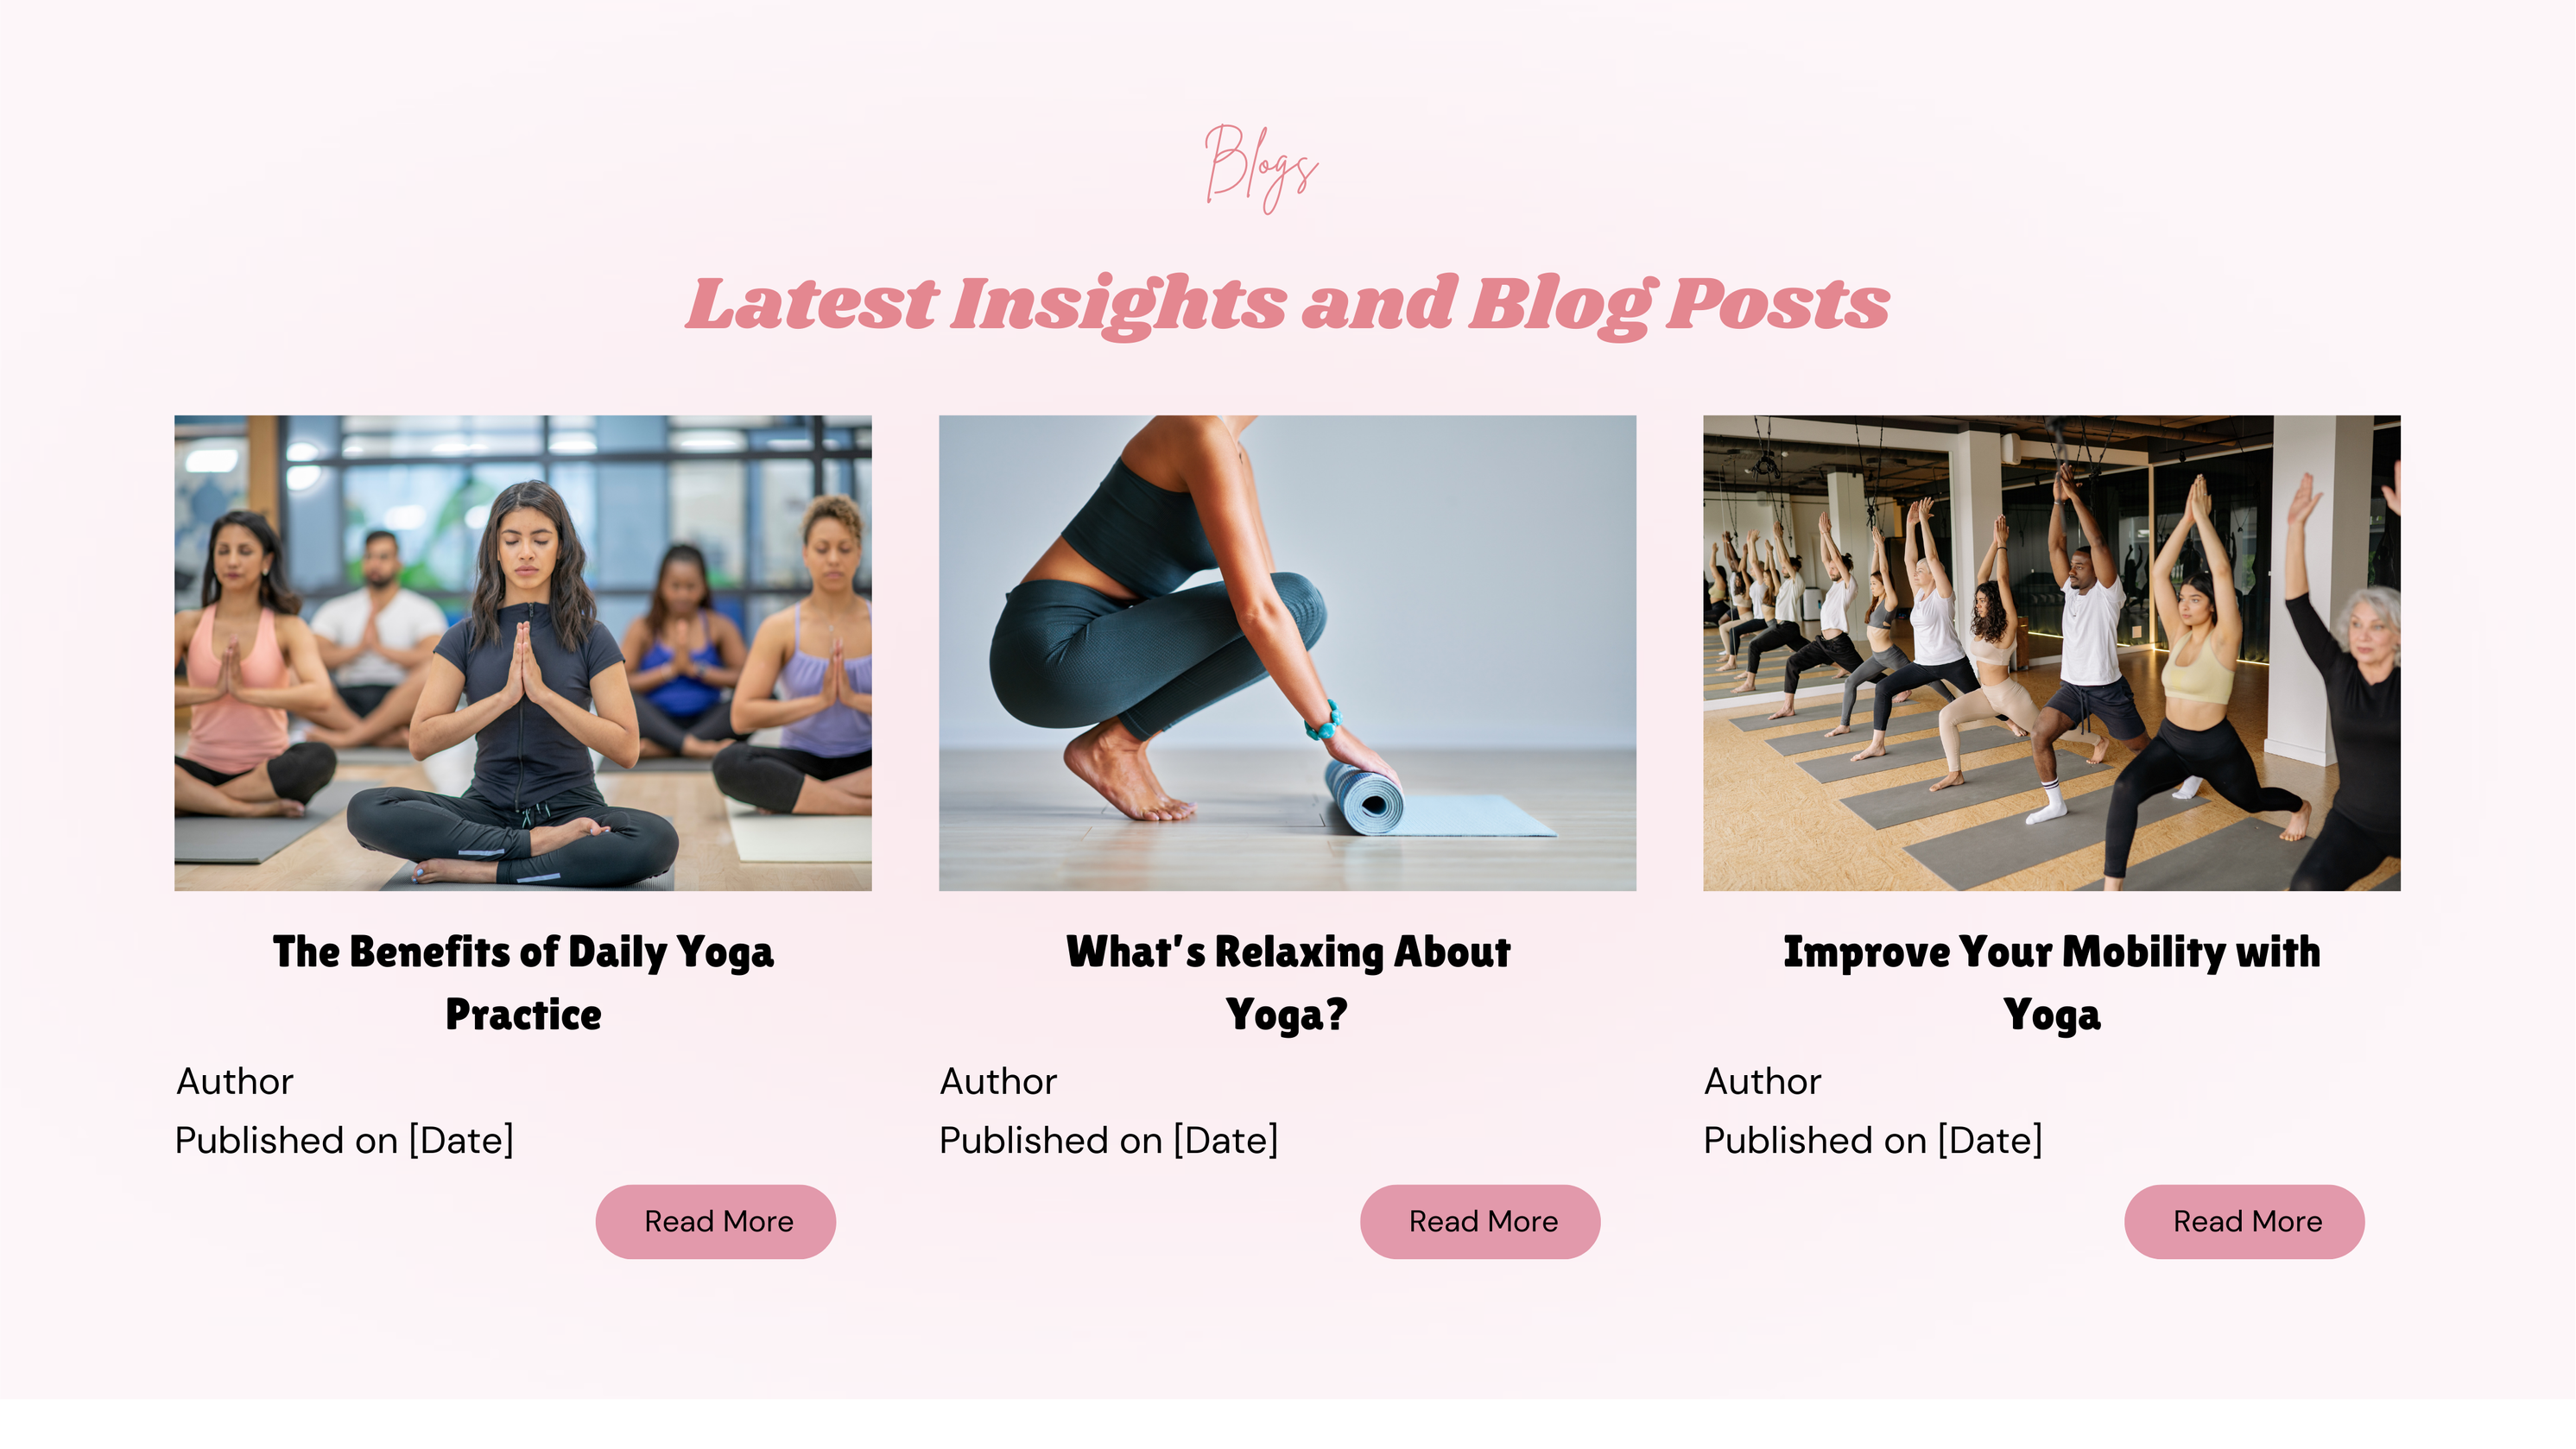 Blogs
Latest Insights and Blog Posts
The Benefits of Daily Yoga
Practice
Author
Published on [Date]
Read More
What's Relaxing About
Yoga?
Author
Published on [Date]
Read More
Improve Your Mobility with
Yoga
Author
Published on [Date]
Read More